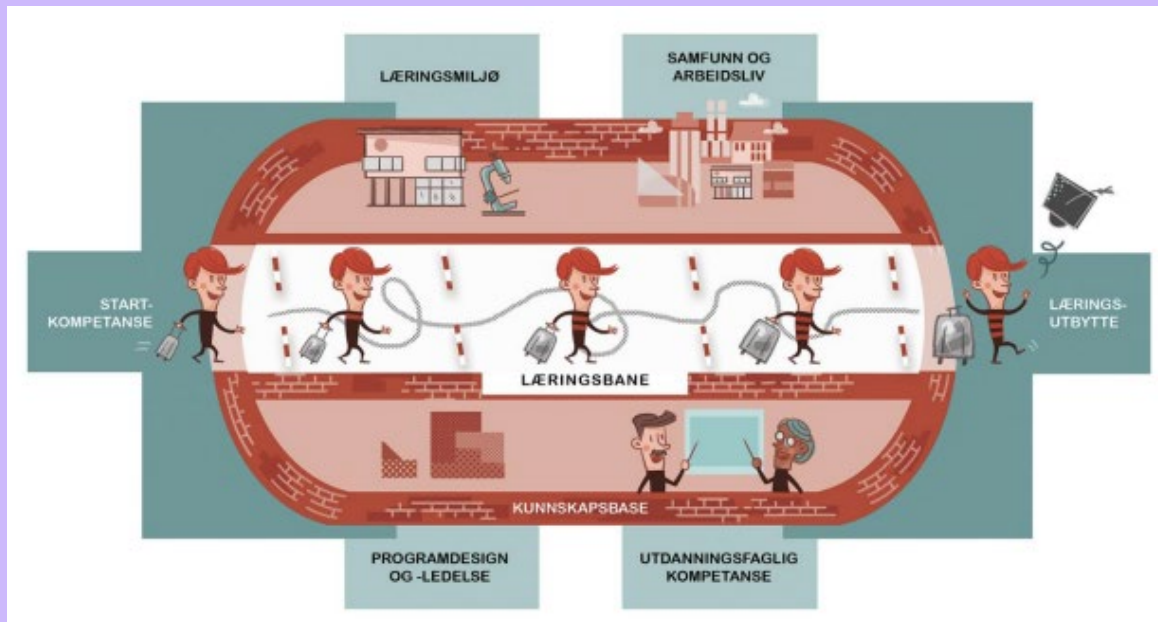 LÆRINGSMILJØ
SAMFUNN OG
ARBEIDSLIV
START-
KOMPETANSE
LÆRINGS-
UTBYTTE
LÆRINGSBANE
KUNNSKAPSBASE
PROGRAMDESIGN
OG -LEDELSE
UTDANNINGSFAGLIG
KOMPETANSE